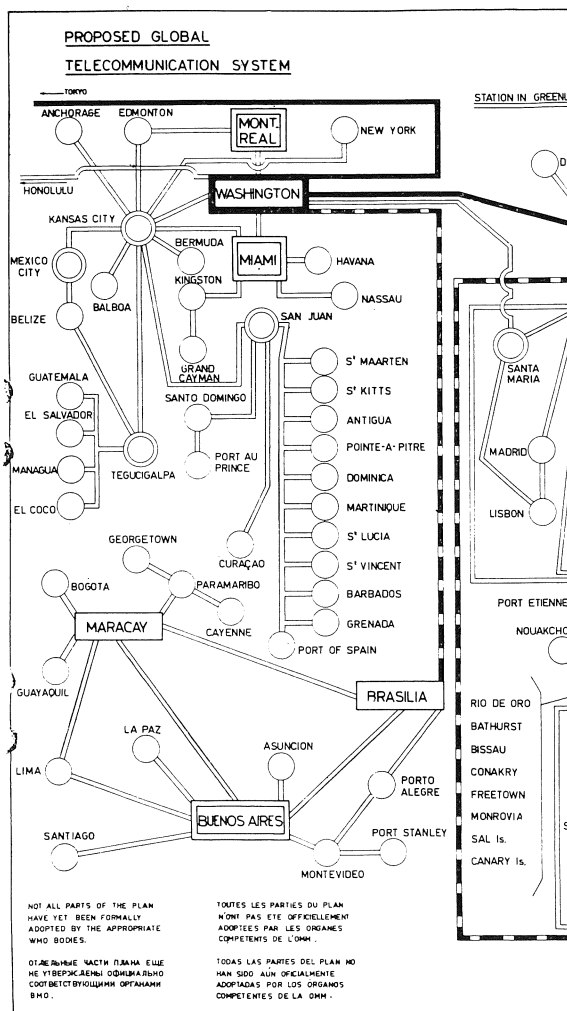 PROPOSED GLOBAL
TELECOMMUNICATION SYSTEM
TOKYO
STATION IN GREENL
ANCHORAGE
EDMONTON
MONT-
REAL
NEW YORK
D
HONOLULU
WASHINGTON
KANSAS CITY
BERMUDA
MIAMI
HAVANA
MEXICO
CITY
KINGSTON
BALBOA
NASSAU
BELIZE
SAN JUAN
GRAND
CAYMAN
Sᵗ MAARTEN
SANTA
MARIA
GUATEMALA
Sᵗ KITTS
SANTO DOMINGO
EL SALVADOR
ANTIGUA
POINTE-A-PITRE
MADRID
MANAGUA
TEGUCIGALPA
PORT AU
PRINCE
DOMINICA
EL COCO
MARTINIQUE
LISBON
GEORGETOWN
Sᵗ LUCIA
CURAÇAO
Sᵗ VINCENT
BOGOTA
PARAMARIBO
BARBADOS
PORT ETIENNE
MARACAY
CAYENNE
GRENADA
NOUAKCHO
PORT OF SPAIN
GUAYAQUIL
BRASILIA
RIO DE ORO
BATHURST
BISSAU
CONAKRY
FREETOWN
MONROVIA
SAL Is.
CANARY Is.
LA PAZ
ASUNCION
LIMA
PORTO
ALEGRE
BUENOS AIRES
S
SANTIAGO
PORT STANLEY
MONTEVIDEO
NOT ALL PARTS OF THE PLAN
HAVE YET BEEN FORMALLY
ADOPTED BY THE APPROPRIATE
WMO BODIES.
TOUTES LES PARTIES DU PLAN
N'ONT PAS ETE OFFICIELLEMENT
ADOPTEES PAR LES ORGANES
COMPETENTS DE L'OMM.
ОТДЕЛЬНЫЕ ЧАСТИ ПЛАНА ЕЩЕ
НЕ УТВЕРЖДЕНЫ ОФИЦИАЛЬНО
СООТВЕТСТВУЮЩИМИ ОРГАНАМИ
ВМО.
TODAS LAS PARTES DEL PLAN NO
HAN SIDO AÚN OFICIALMENTE
ADOPTADAS POR LOS ORGANOS
COMPETENTES DE LA OMM.